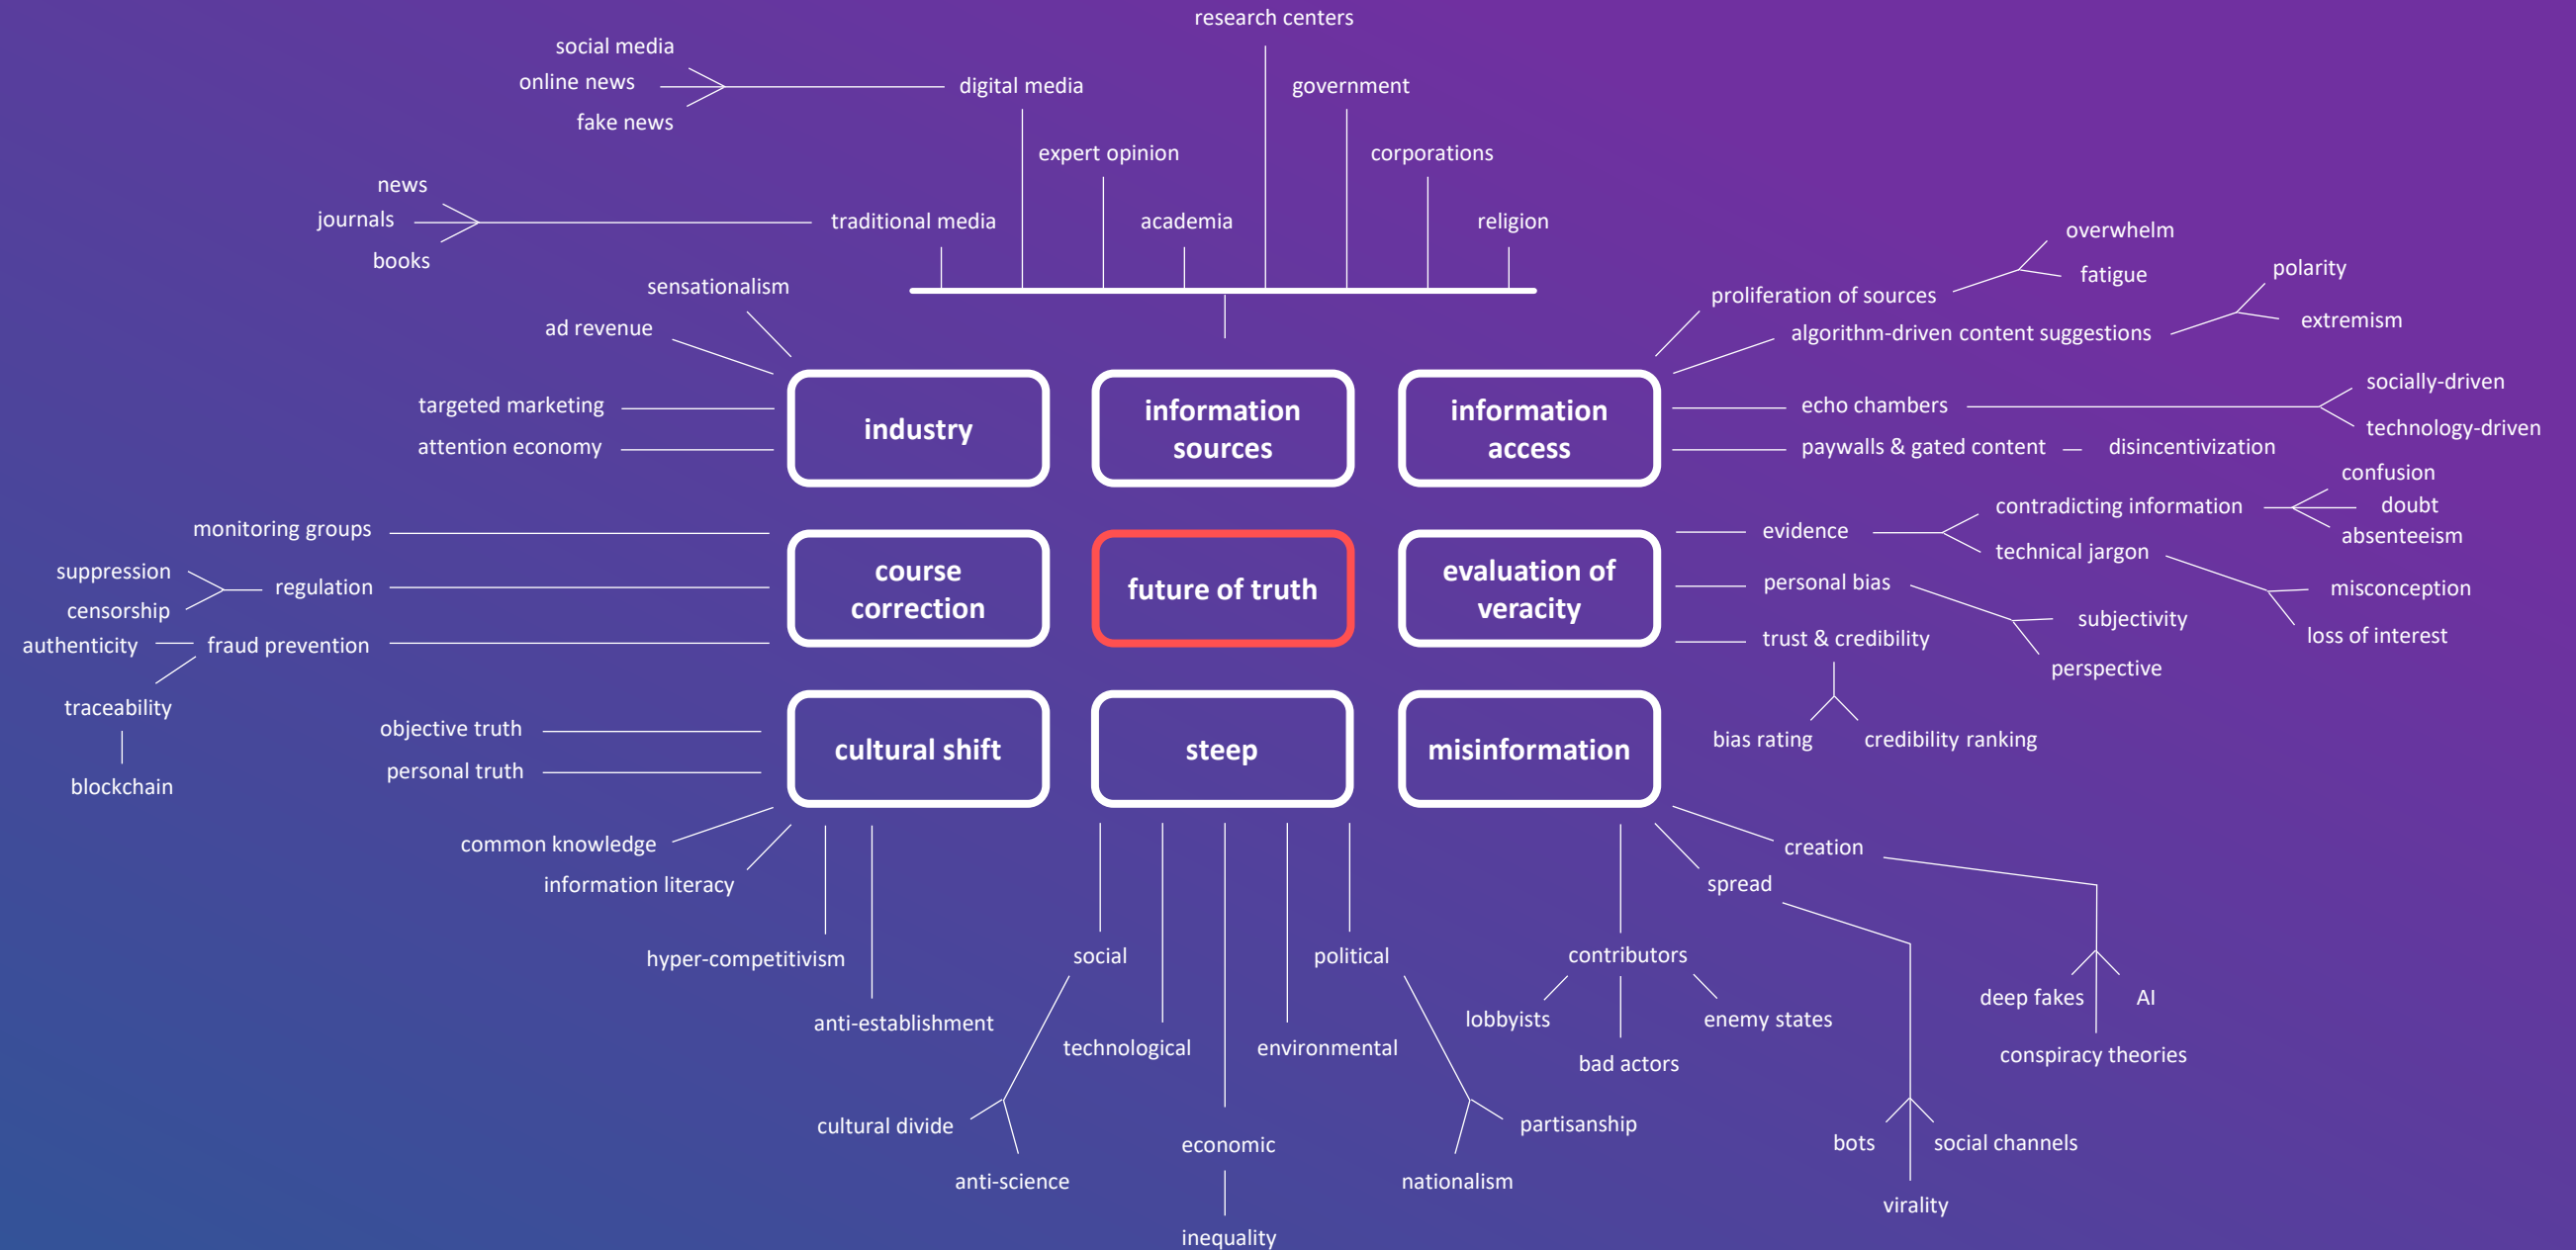 research centers
social media
online news
fake news
digital media
government
expert opinion
corporations
news
journals
books
traditional media
academia
religion
sensationalism
ad revenue
targeted marketing
attention economy
industry
information
sources
information
access
proliferation of sources
overwhelm
fatigue
algorithm-driven content suggestions
polarity
extremism
echo chambers
socially-driven
technology-driven
paywalls & gated content
disincentivization
monitoring groups
regulation
suppression
censorship
fraud prevention
authenticity
traceability
blockchain
course
correction
future of truth
evaluation of
veracity
evidence
contradicting information
confusion
doubt
absenteeism
technical jargon
misconception
loss of interest
personal bias
subjectivity
perspective
trust & credibility
bias rating
credibility ranking
objective truth
personal truth
common knowledge
information literacy
hyper-competitivism
anti-establishment
cultural shift
steep
misinformation
social
cultural divide
anti-science
technological
economic
inequality
environmental
political
partisanship
nationalism
contributors
lobbyists
bad actors
enemy states
spread
bots
social channels
virality
creation
deep fakes
AI
conspiracy theories